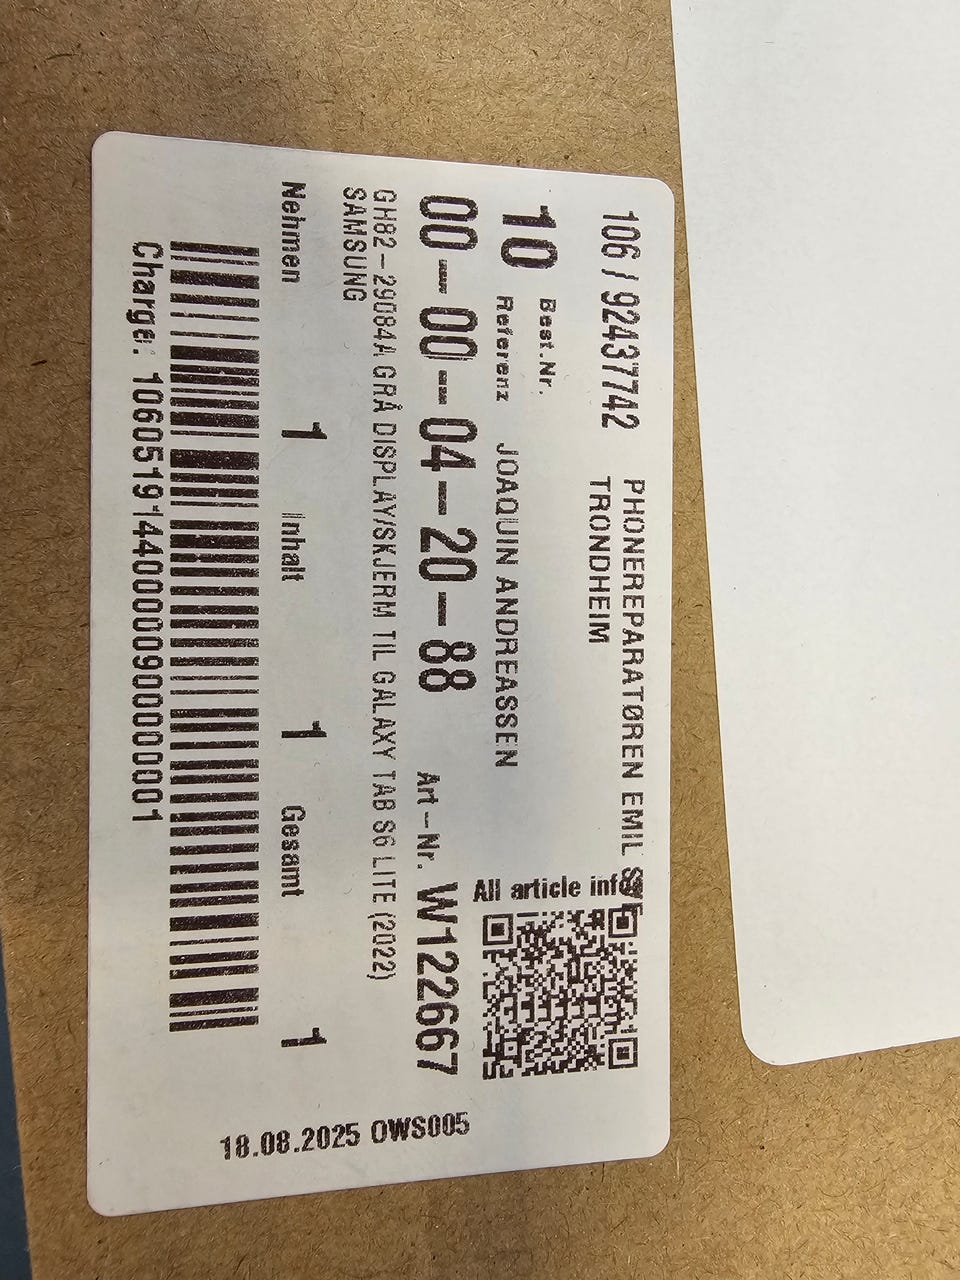 106 / 92437742 PHONEREPARATØREN EMIL
TRONDHEIM
10 Best.Nr.
Referenz JOAQUIN ANDREASSEN
All article info
00-00-04-20-88 Art-Nr. W122667
GH82-29084A GRÅ DISPLAY/SKJERM TIL GALAXY TAB S6 LITE (2022)
SAMSUNG
Nehmen 1 Inhalt 1 Gesamt 1
Charge: 10605191440000090000000001
18.08.2025 OWS005